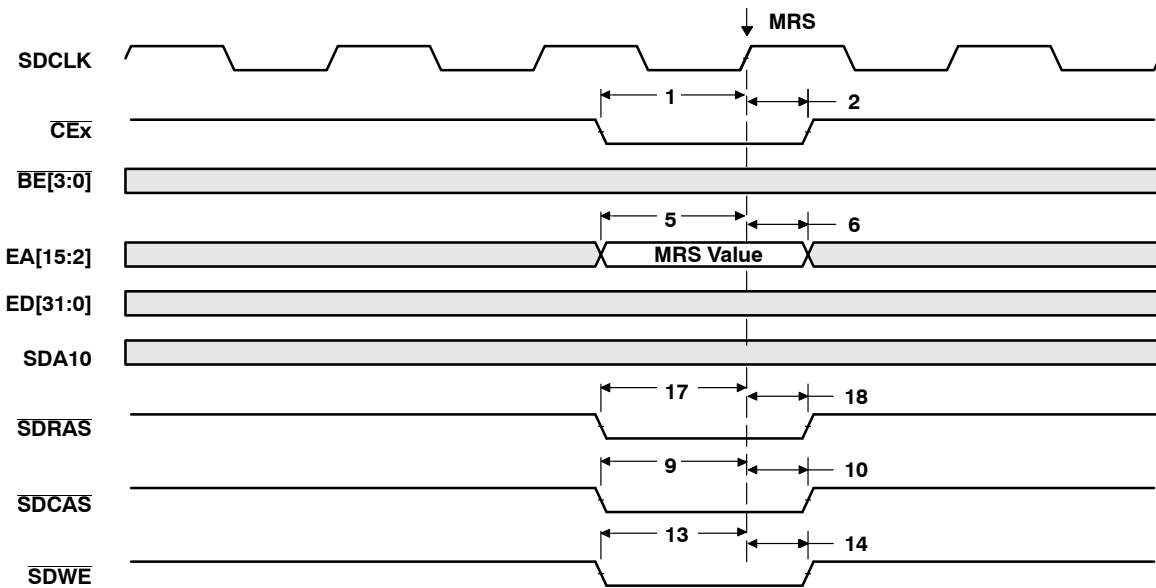 MRS
SDCLK
1 2
CEx
BE[3:0]
5 6
EA[15:2] MRS Value
ED[31:0]
SDA10
17 18
SDRAS
9 10
SDCAS
13 14
SDWE